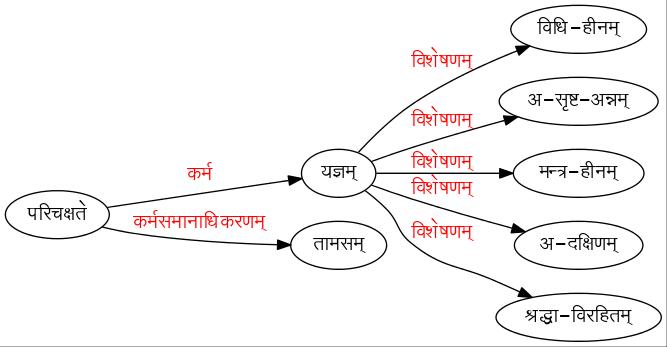 विधि-हीनम्
विशेषणम्
अ-सृष्ट-अन्नम्
विशेषणम्
कर्म
यज्ञम्
विशेषणम्
मन्त्र-हीनम्
विशेषणम्
परिचक्षते
कर्मसमानाधिकरणम्
तामसम्
विशेषणम्
अ-दक्षिणम्
श्रद्धा-विरहितम्